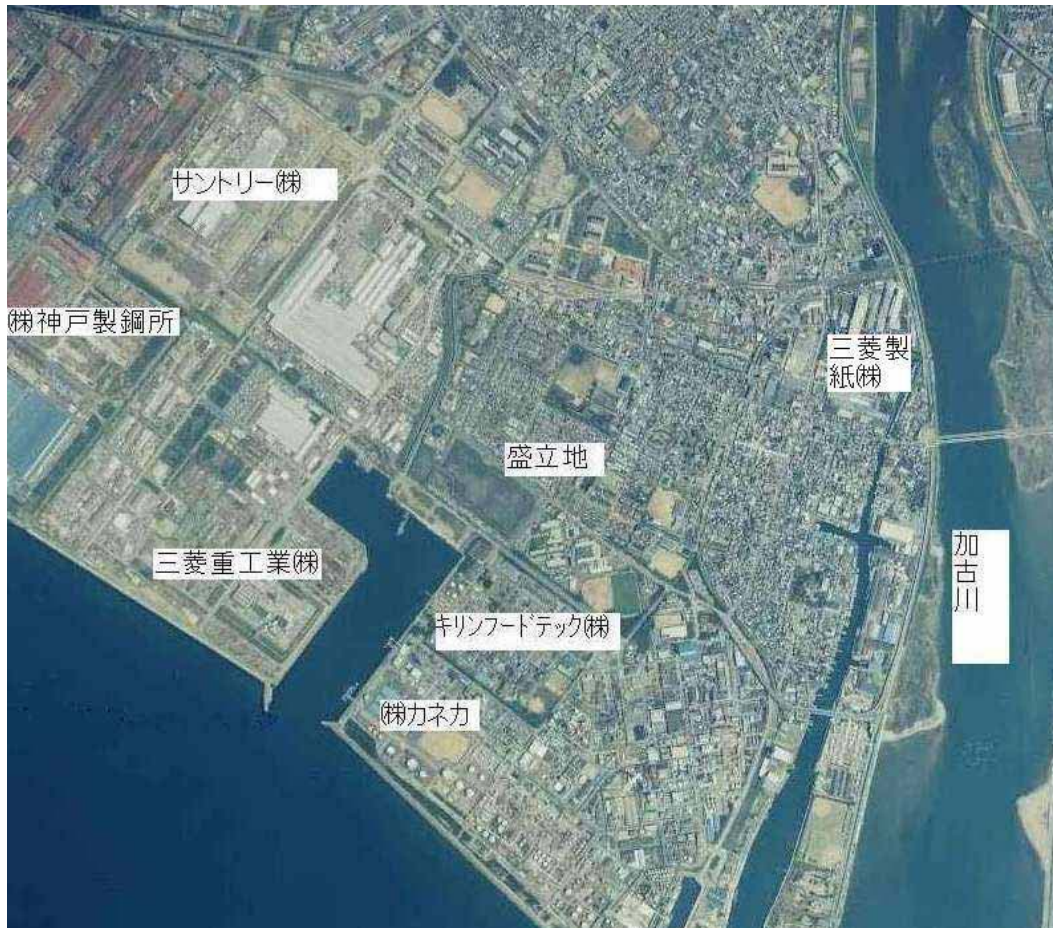 サントリー㈱
㈱神戸製鋼所
三菱製
紙㈱
盛立地
加古川
三菱重工業㈱
キリンフードテック㈱
㈱カネカ